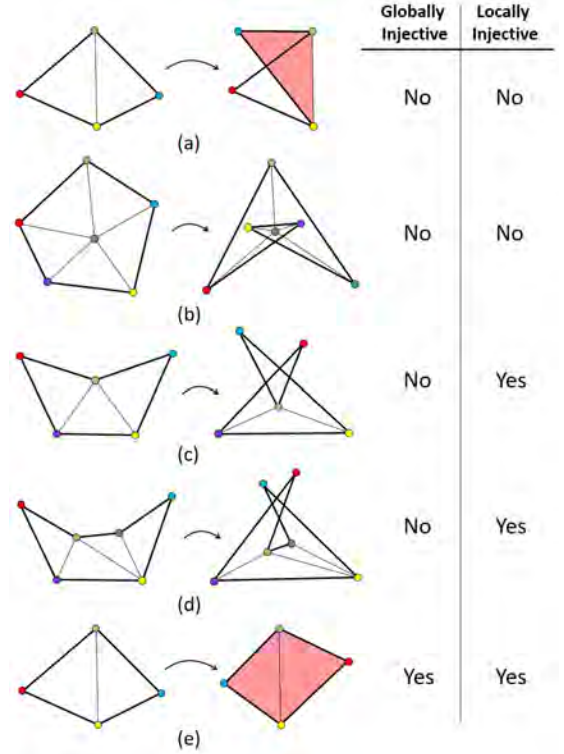 Globally Injective
Locally Injective
No
No
(a)
No
No
(b)
No
Yes
(c)
No
Yes
(d)
Yes
Yes
(e)